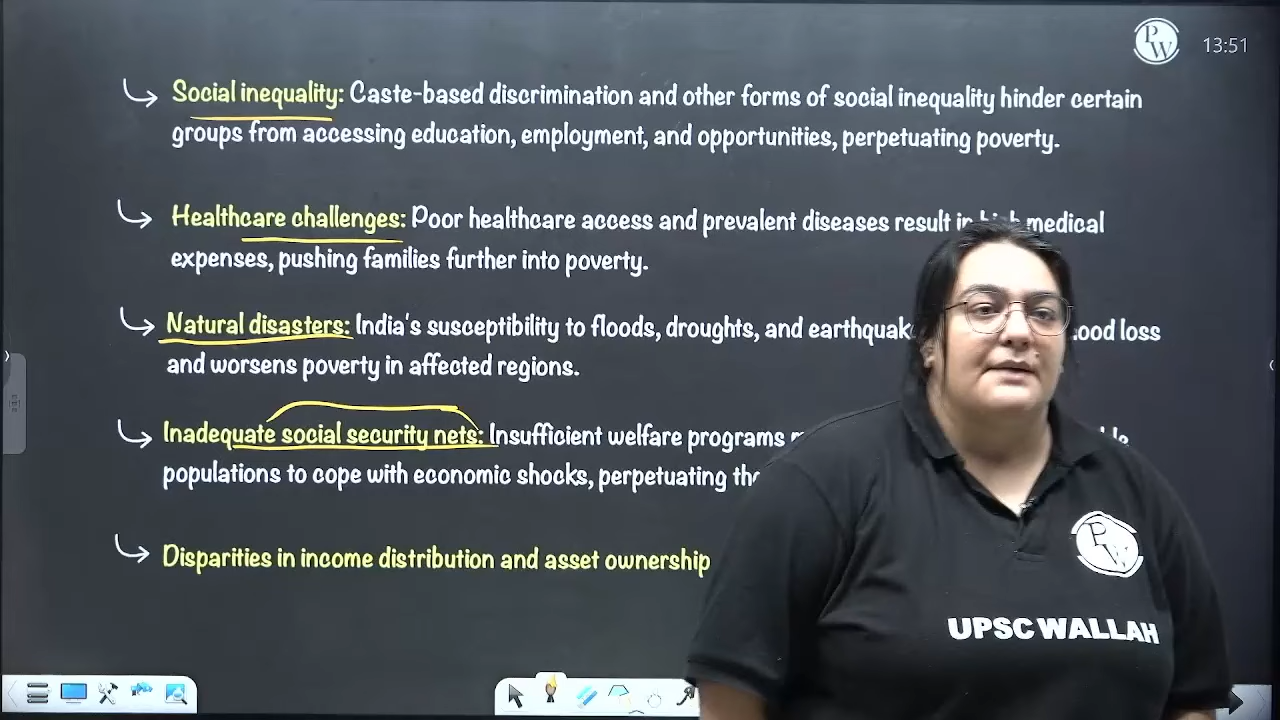 PW
13:51
Social inequality: Caste-based discrimination and other forms of social inequality hinder certain
groups from accessing education, employment, and opportunities, perpetuating poverty.
Healthcare challenges: Poor healthcare access and prevalent diseases result in high medical
expenses, pushing families further into poverty.
Natural disasters: India's susceptibility to floods, droughts, and loss
and worsens poverty in affected regions.
Inadequate social security nets: Insufficient welfare programs
populations to cope with economic shocks, perpetuating
Disparities in income distribution and asset ownership
PW
UPSC WALLAH